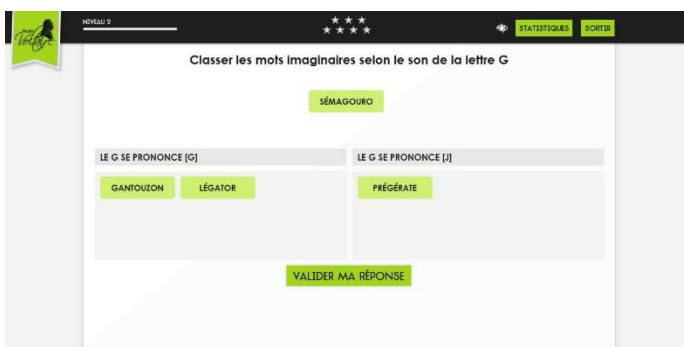 NIVEAU 2
Voltaire
STATISTIQUES
SORTIR
Classer les mots imaginaires selon le son de la lettre G
SÉMAGOURO
LE G SE PRONONCE [G]
LE G SE PRONONCE [J]
GANTOUZON
LÉGATOR
PRÉGÉRATE
VALIDER MA RÉPONSE